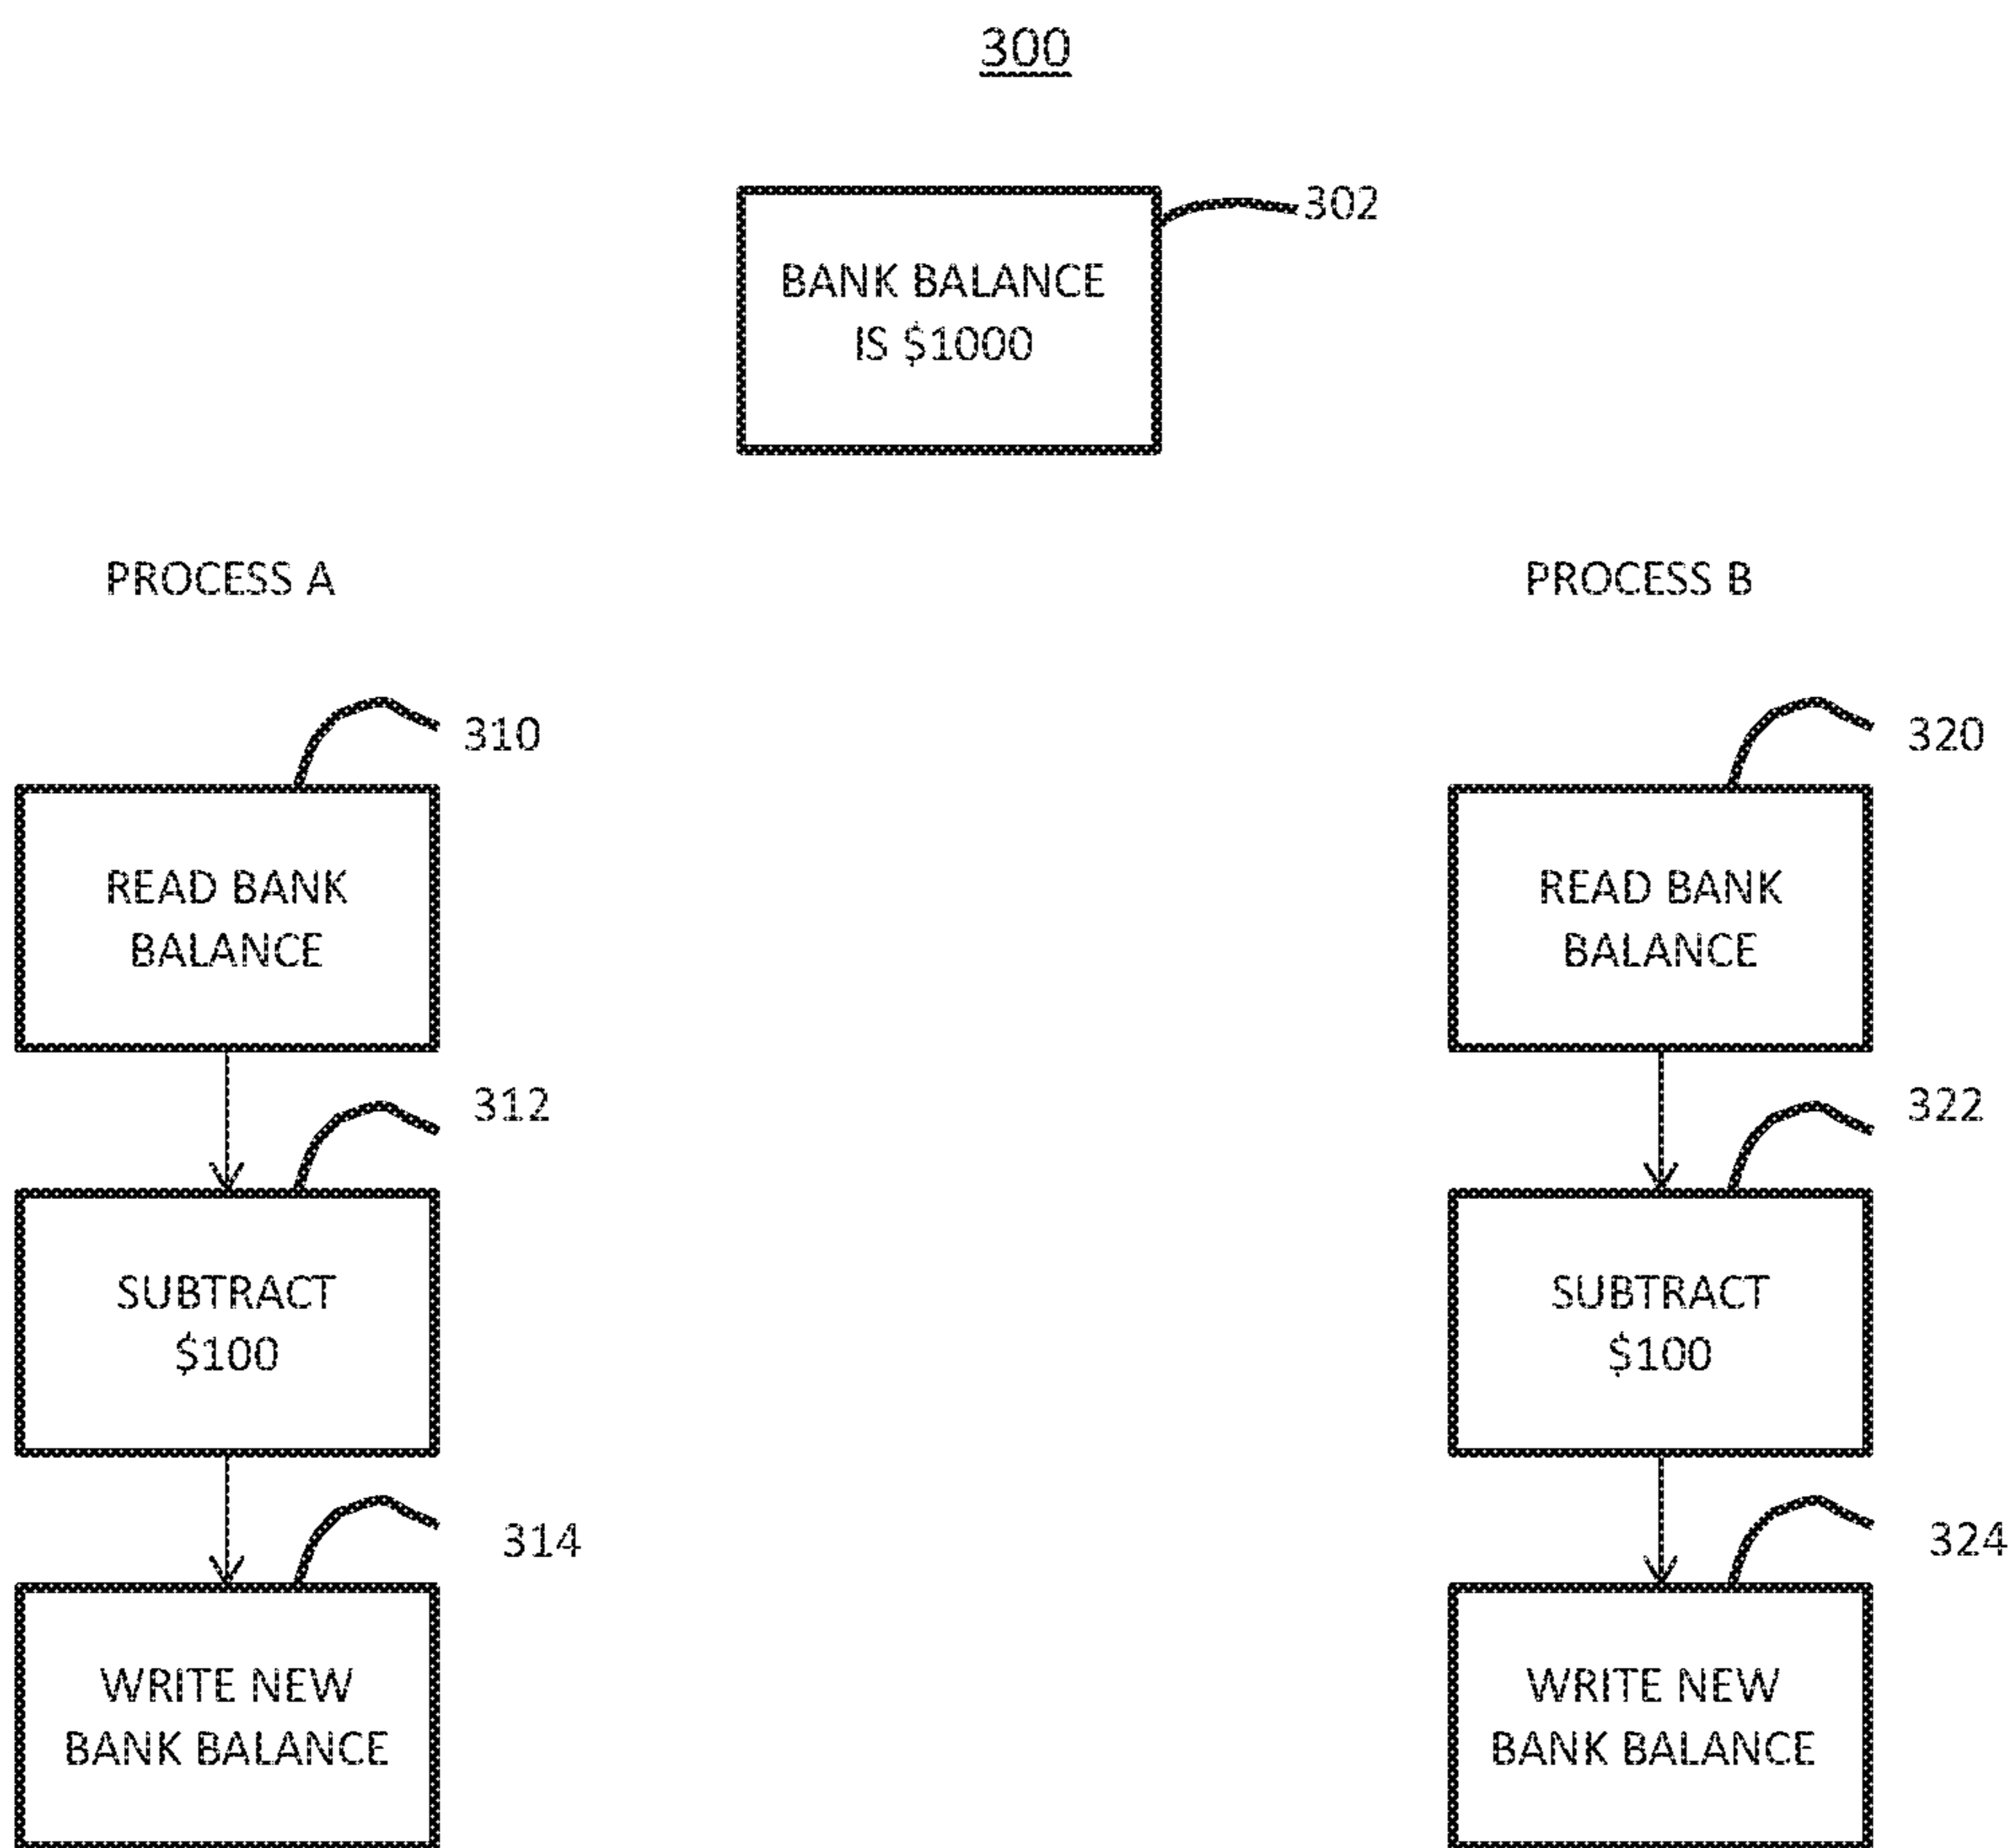 300
302
BANK BALANCE
IS $1000
PROCESS A
PROCESS B
310
READ BANK
BALANCE
320
READ BANK
BALANCE
312
SUBTRACT
$100
322
SUBTRACT
$100
314
WRITE NEW
BANK BALANCE
324
WRITE NEW
BANK BALANCE